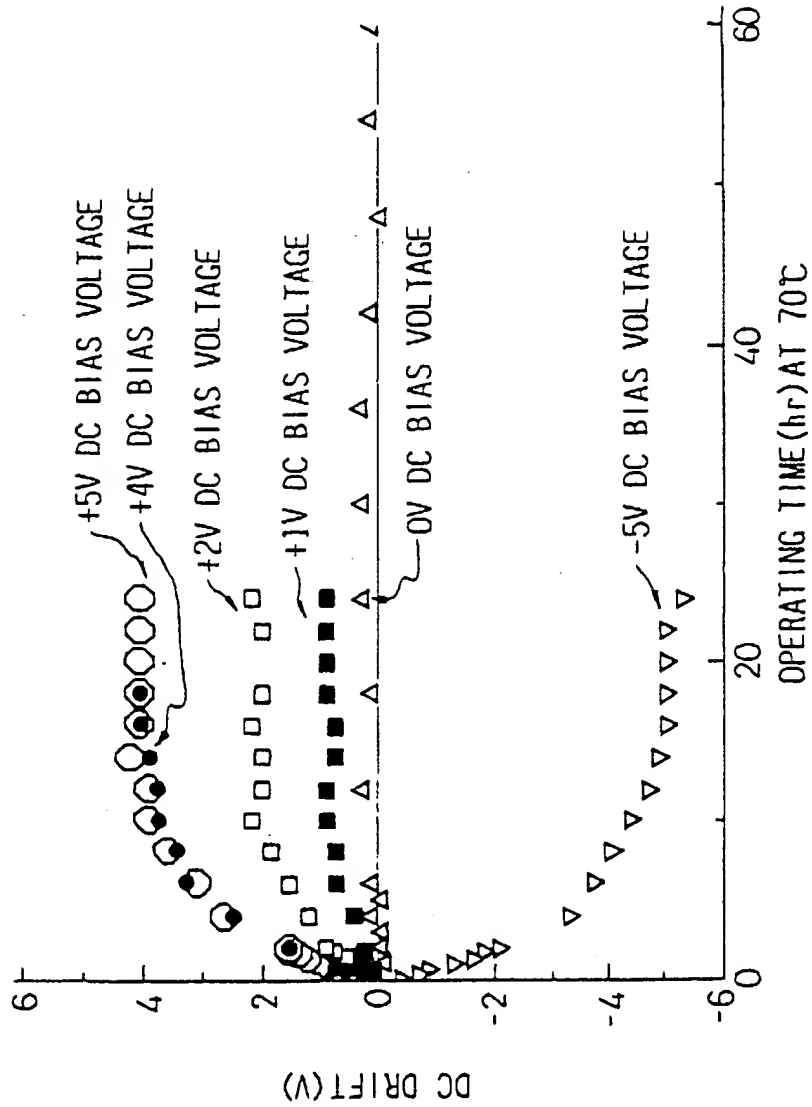 +5V DC BIAS VOLTAGE
+4V DC BIAS VOLTAGE
+2V DC BIAS VOLTAGE
+1V DC BIAS VOLTAGE
0V DC BIAS VOLTAGE
-5V DC BIAS VOLTAGE
DC DRIFT(V)
6
4
2
0
-2
-4
-6
0
20
40
60
OPERATING TIME(hr)AT 70℃